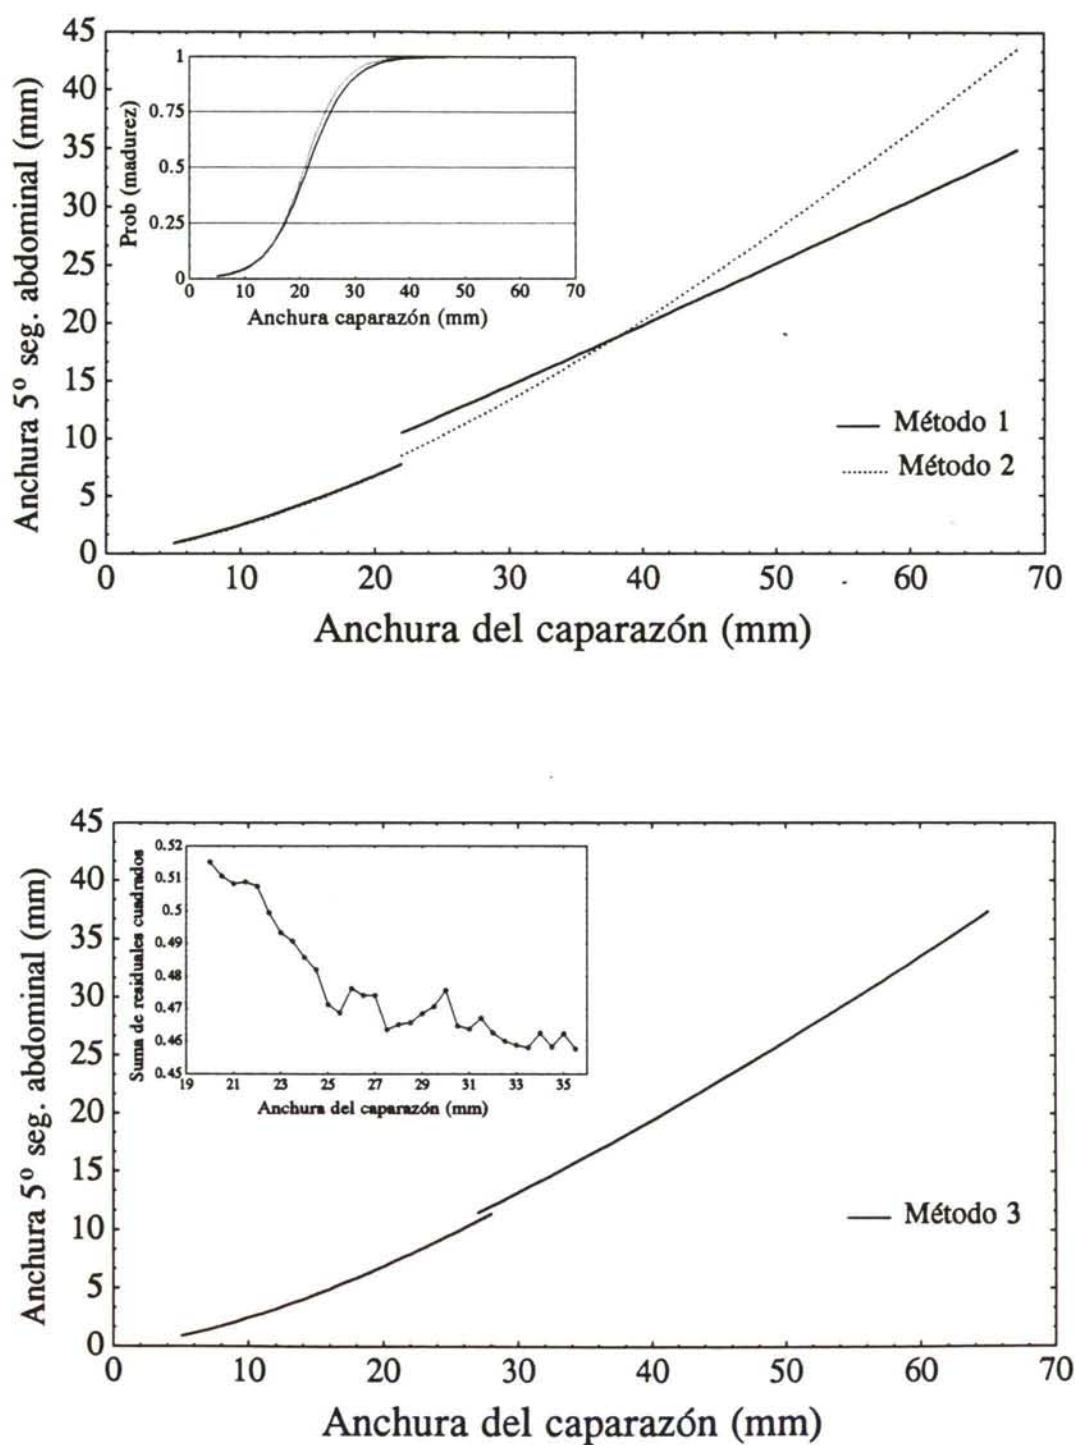 45
40
35
30
25
20
15
10
5
0
Anchura 5º seg. abdominal (mm)
1
0.75
0.5
0.25
0
Prob (madurez)
0 10 20 30 40 50 60 70
Anchura caparazón (mm)
Método 1
Método 2
0 10 20 30 40 50 60 70
Anchura del caparazón (mm)
45
40
35
30
25
20
15
10
5
0
Anchura 5º seg. abdominal (mm)
0.52
0.51
0.5
0.49
0.48
0.47
0.46
0.45
Suma de residuales cuadrados
19 21 23 25 27 29 31 33 35
Anchura del caparazón (mm)
Método 3
0 10 20 30 40 50 60 70
Anchura del caparazón (mm)